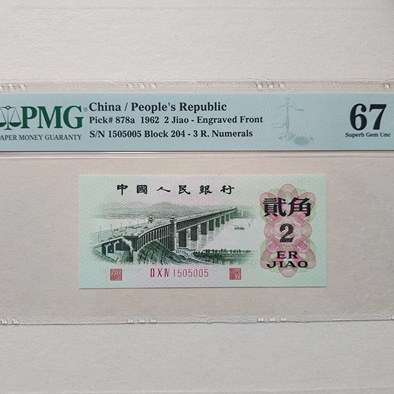 PMG
PAPER MONEY GUARANTY
China / People's Republic
Pick# 878a 1962 2 Jiao - Engraved Front
S/N 1505005 Block 204 - 3 R. Numerals
67
Superb Gem Unc
中國人民銀行
貳角
2
ER
JIAO
ⅡⅩⅣ 1505005